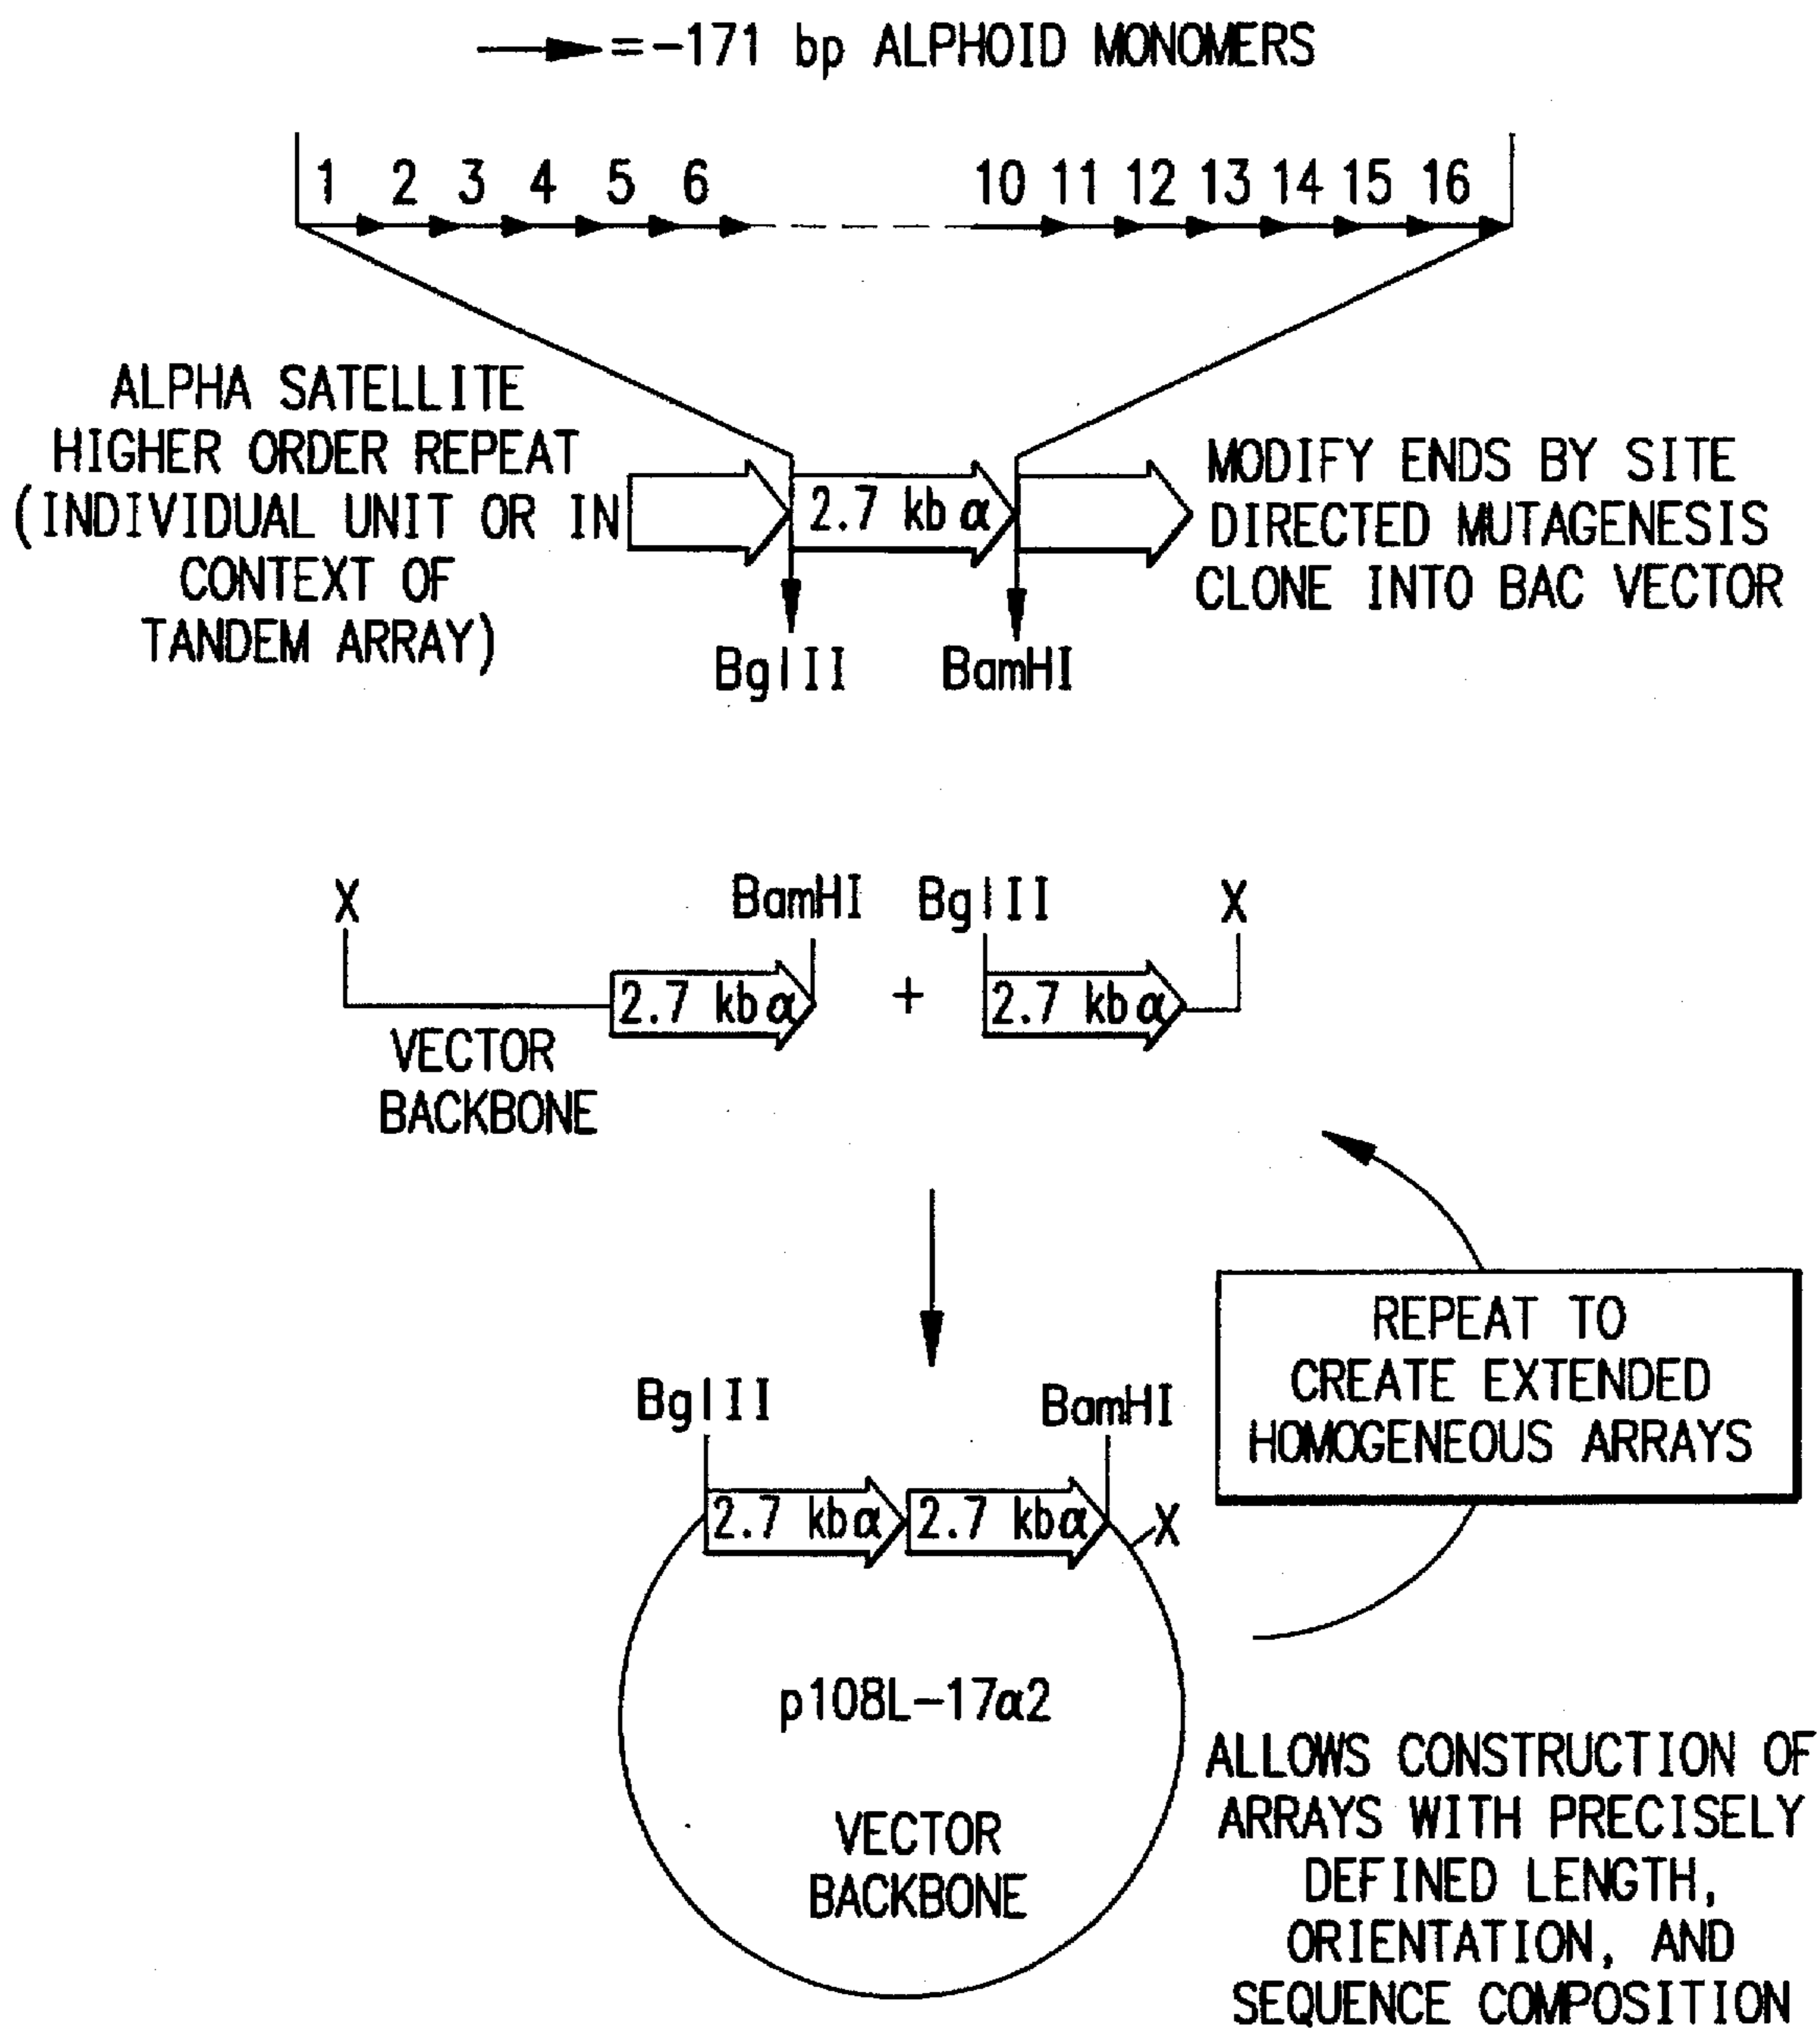 =-171 bp ALPHOID MONOMERS
1 2 3 4 5 6 10 11 12 13 14 15 16
ALPHA SATELLITE
HIGHER ORDER REPEAT
(INDIVIDUAL UNIT OR IN
CONTEXT OF
TANDEM ARRAY)
2.7 kb α
MODIFY ENDS BY SITE
DIRECTED MUTAGENESIS
CLONE INTO BAC VECTOR
BglII BamHI
X BamHI BglII X
2.7 kb α + 2.7 kb α
VECTOR
BACKBONE
REPEAT TO
CREATE EXTENDED
HOMOGENEOUS ARRAYS
BglII BamHI
2.7 kb α 2.7 kb α X
p108L-17α2
VECTOR
BACKBONE
ALLOWS CONSTRUCTION OF
ARRAYS WITH PRECISELY
DEFINED LENGTH,
ORIENTATION, AND
SEQUENCE COMPOSITION